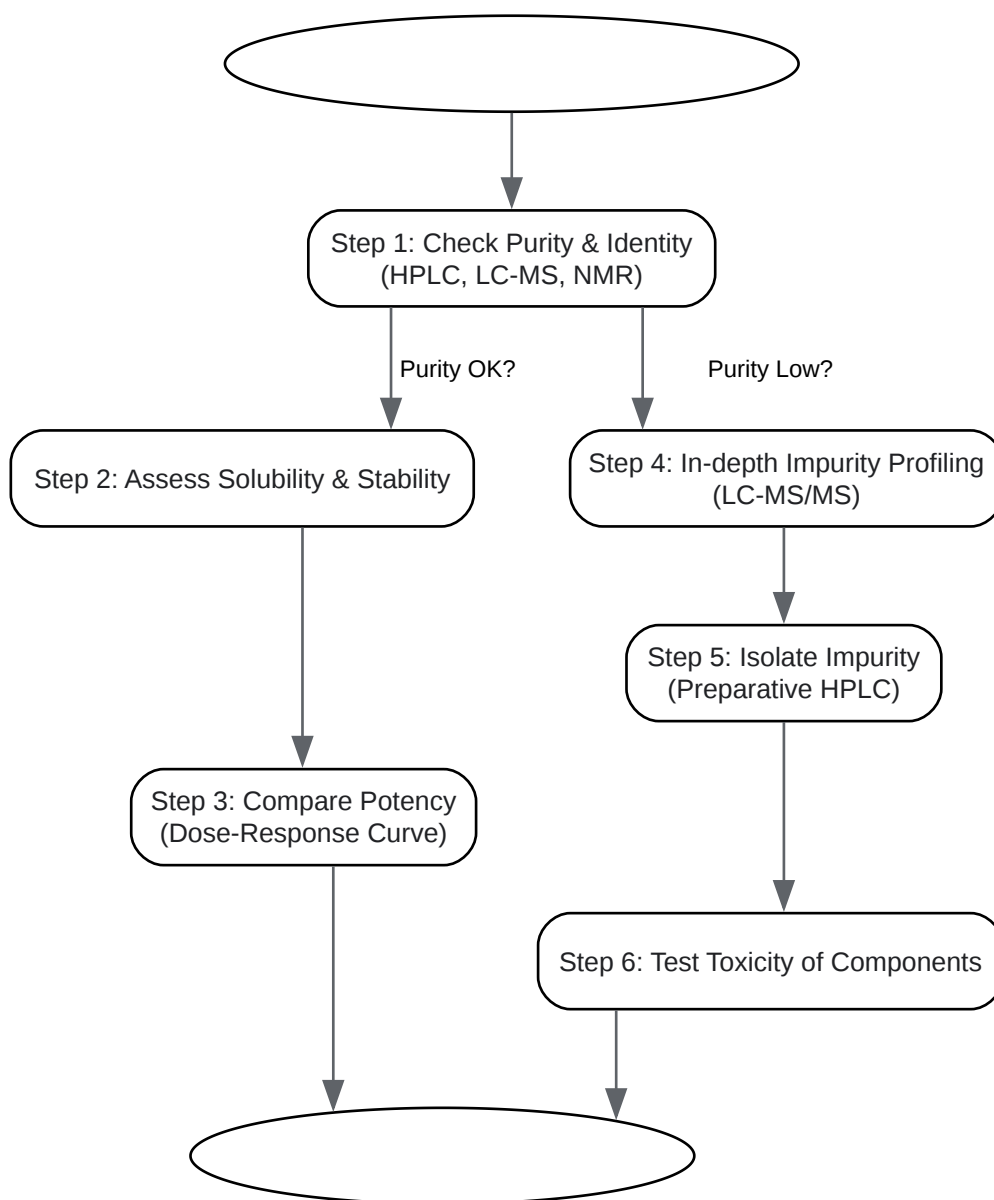 Step 1: Check Purity & Identity
(HPLC, LC-MS, NMR)
Purity OK?
Purity Low?
Step 2: Assess Solubility & Stability
Step 4: In-depth Impurity Profiling
(LC-MS/MS)
Step 5: Isolate Impurity
(Preparative HPLC)
Step 3: Compare Potency
(Dose-Response Curve)
Step 6: Test Toxicity of Components